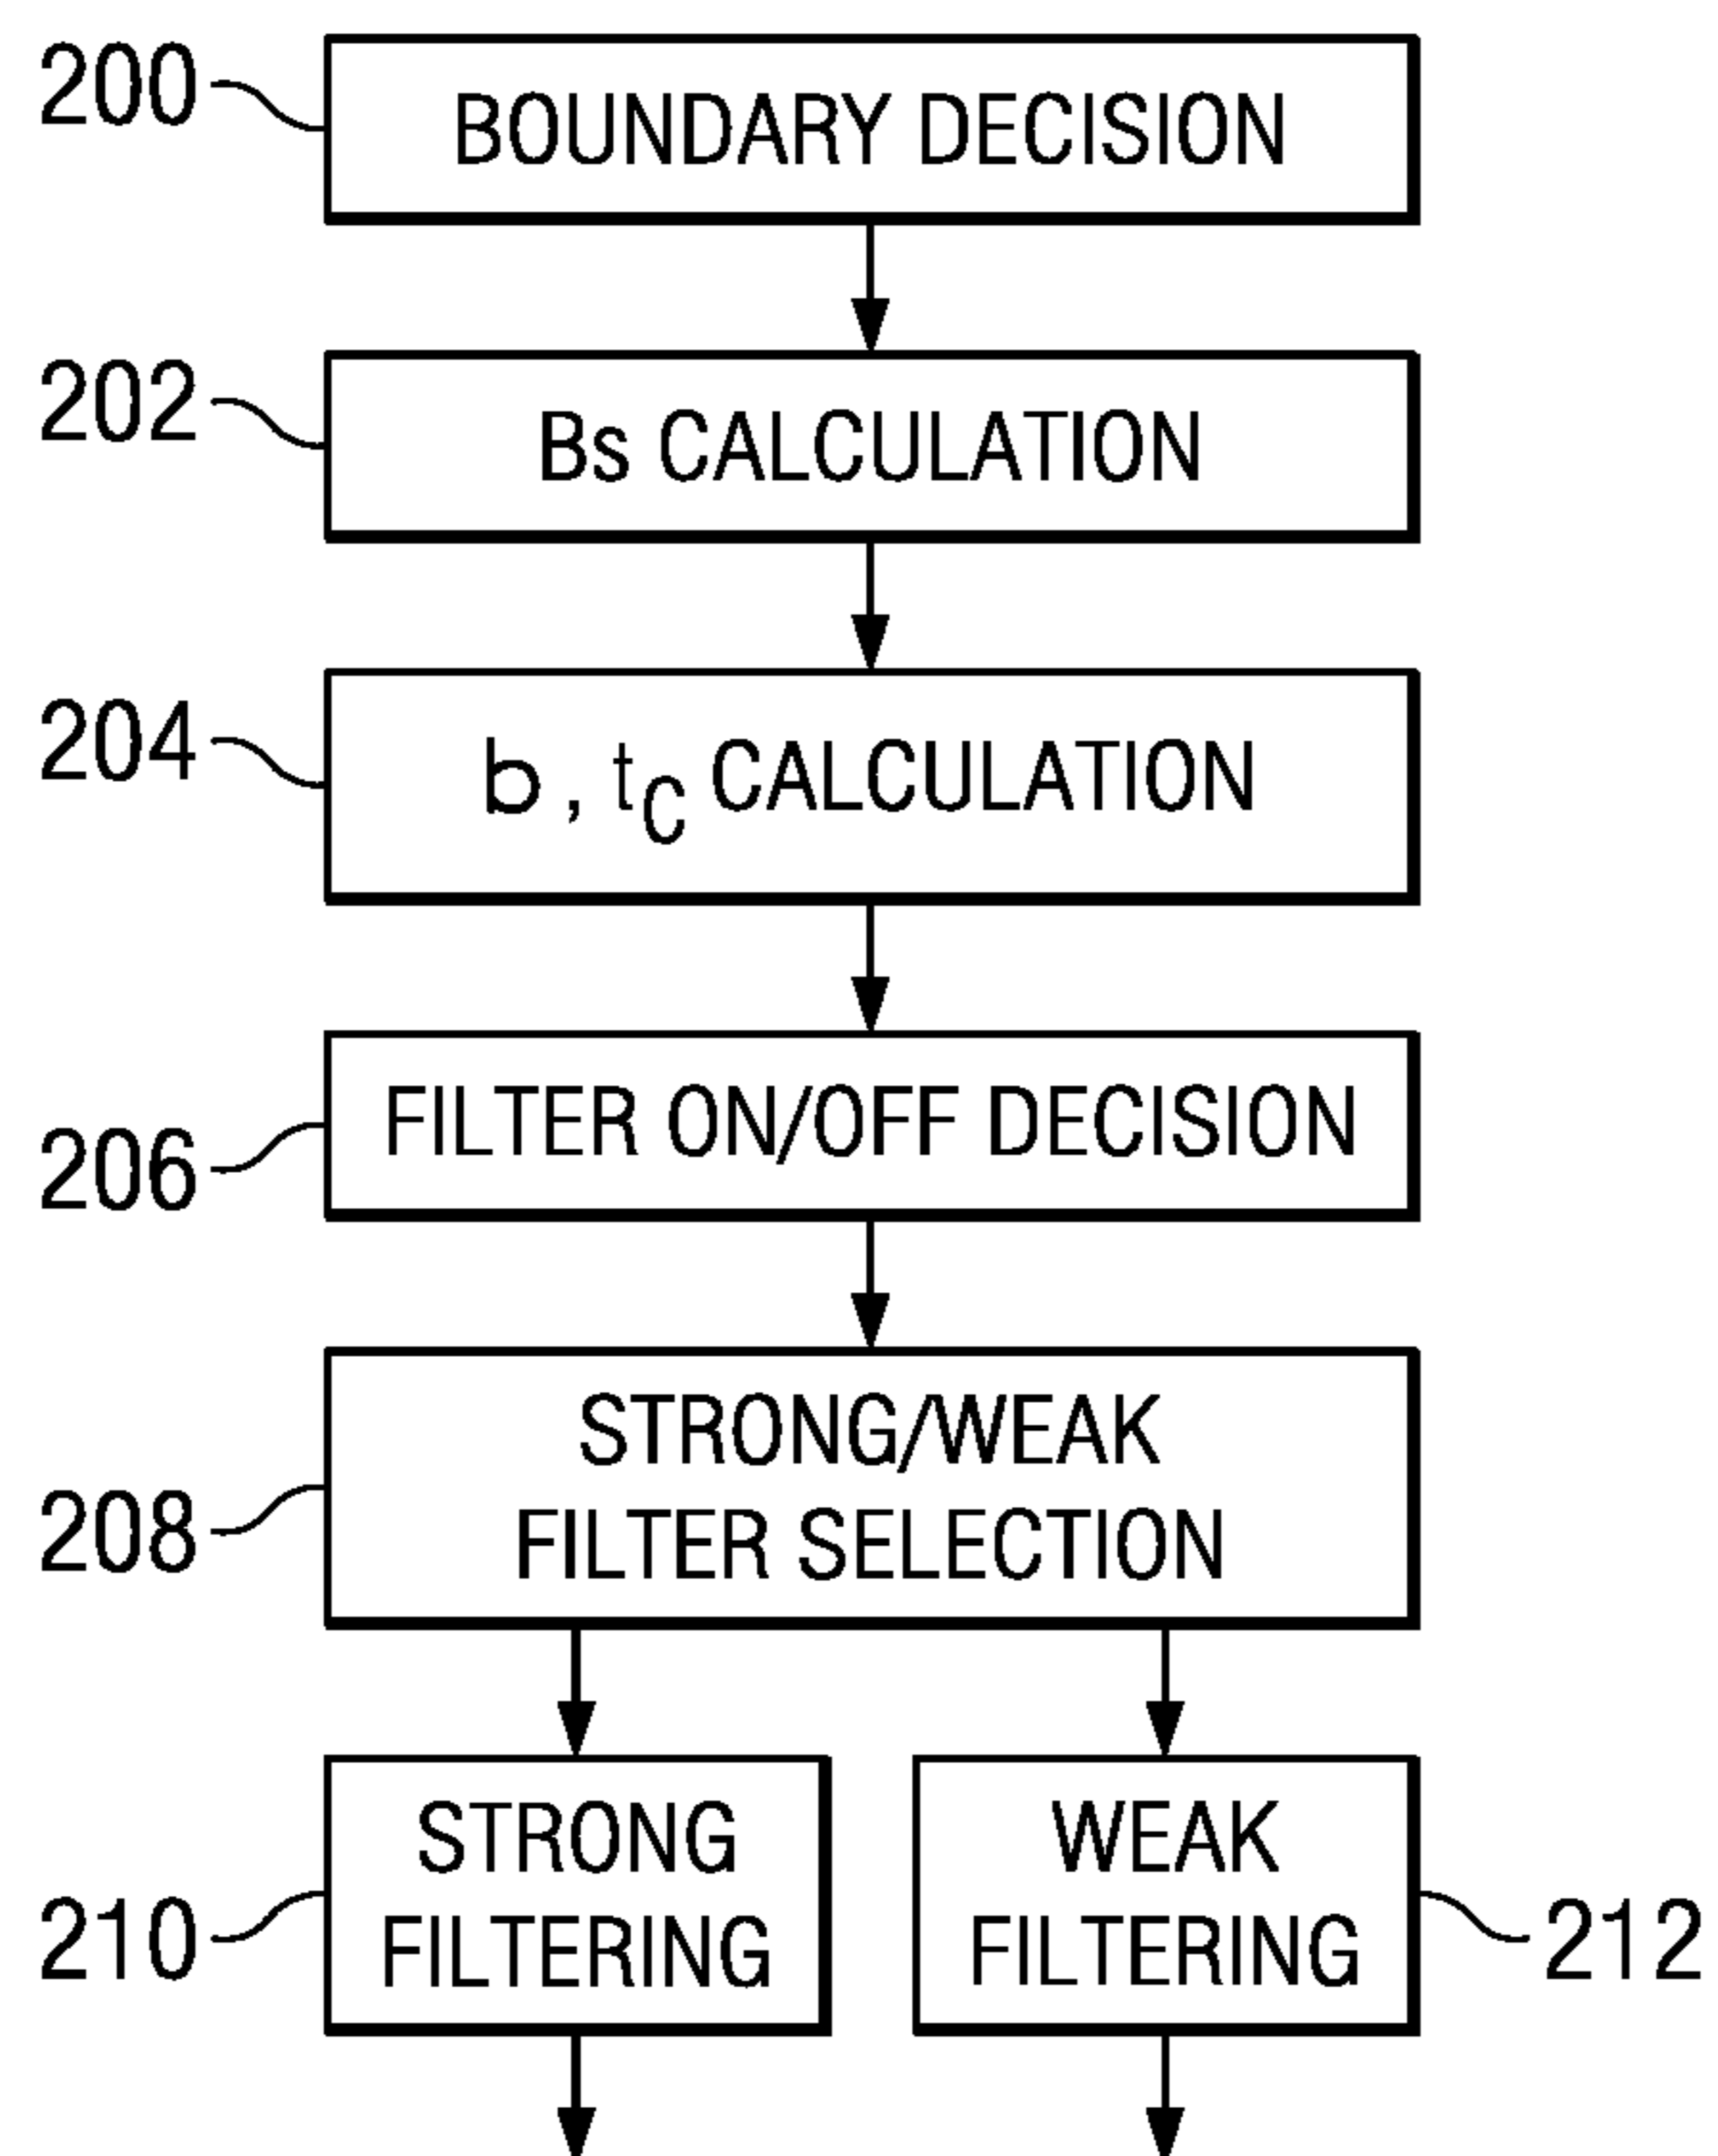 200
BOUNDARY DECISION
202
Bs CALCULATION
204
b, tC CALCULATION
206
FILTER ON/OFF DECISION
208
STRONG/WEAK
FILTER SELECTION
210
STRONG
FILTERING
WEAK
FILTERING
212